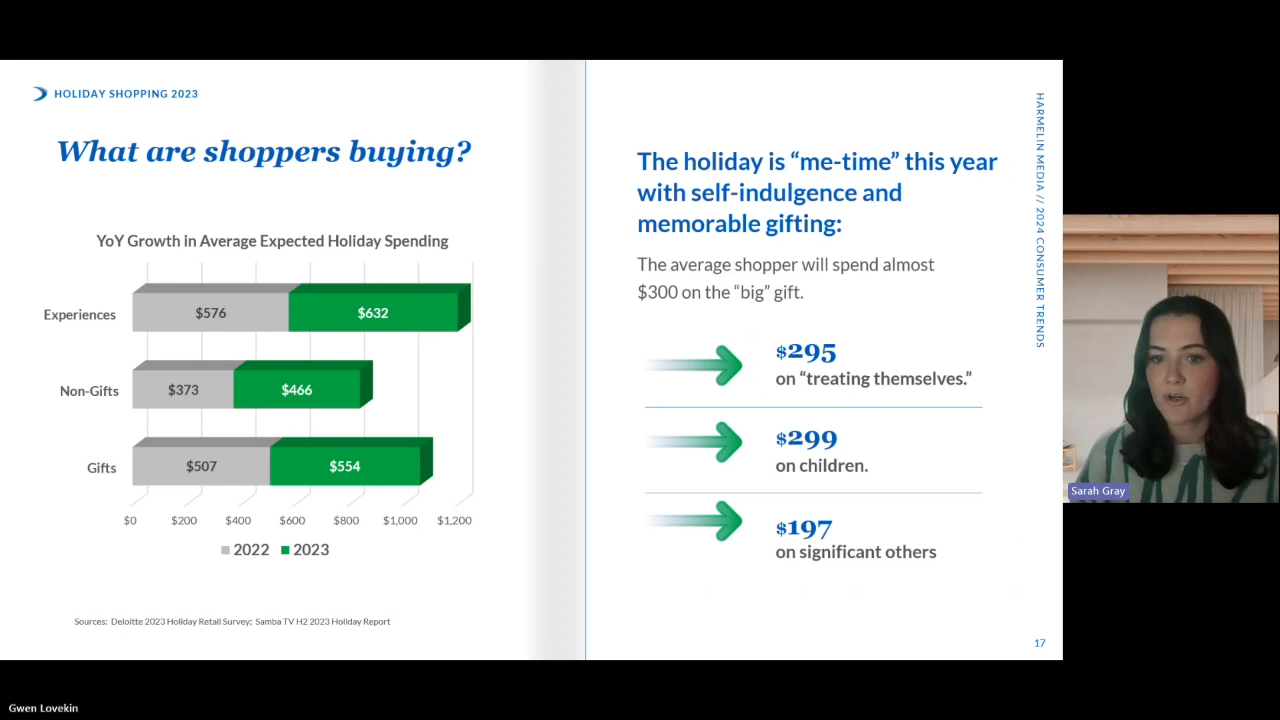 HOLIDAY SHOPPING 2023
What are shoppers buying?
YoY Growth in Average Expected Holiday Spending
Experiences $576 $632
Non-Gifts $373 $466
Gifts $507 $554
$0 $200 $400 $600 $800 $1,000 $1,200
2022 2023
Sources: Deloitte 2023 Holiday Retail Survey; Samba TV H2 2023 Holiday Report
The holiday is “me-time” this year
with self-indulgence and
memorable gifting:
The average shopper will spend almost
$300 on the “big” gift.
$295
on “treating themselves.”
$299
on children.
$197
on significant others
HARMELIN MEDIA // 2024 CONSUMER TRENDS
17
Sarah Gray
Gwen Lovekin